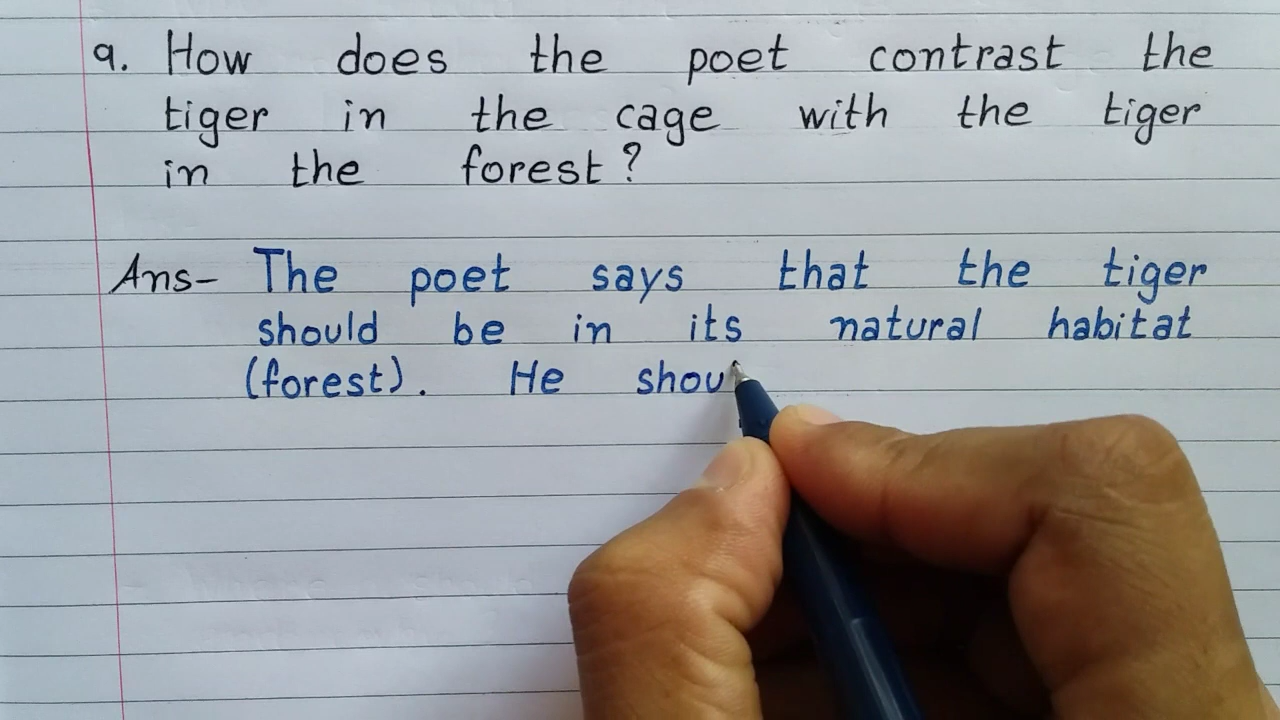 a. How does the poet contrast the
tiger in the cage with the tiger
in the forest?
Ans- The poet says that the tiger
should be in its natural habitat
(forest). He shou